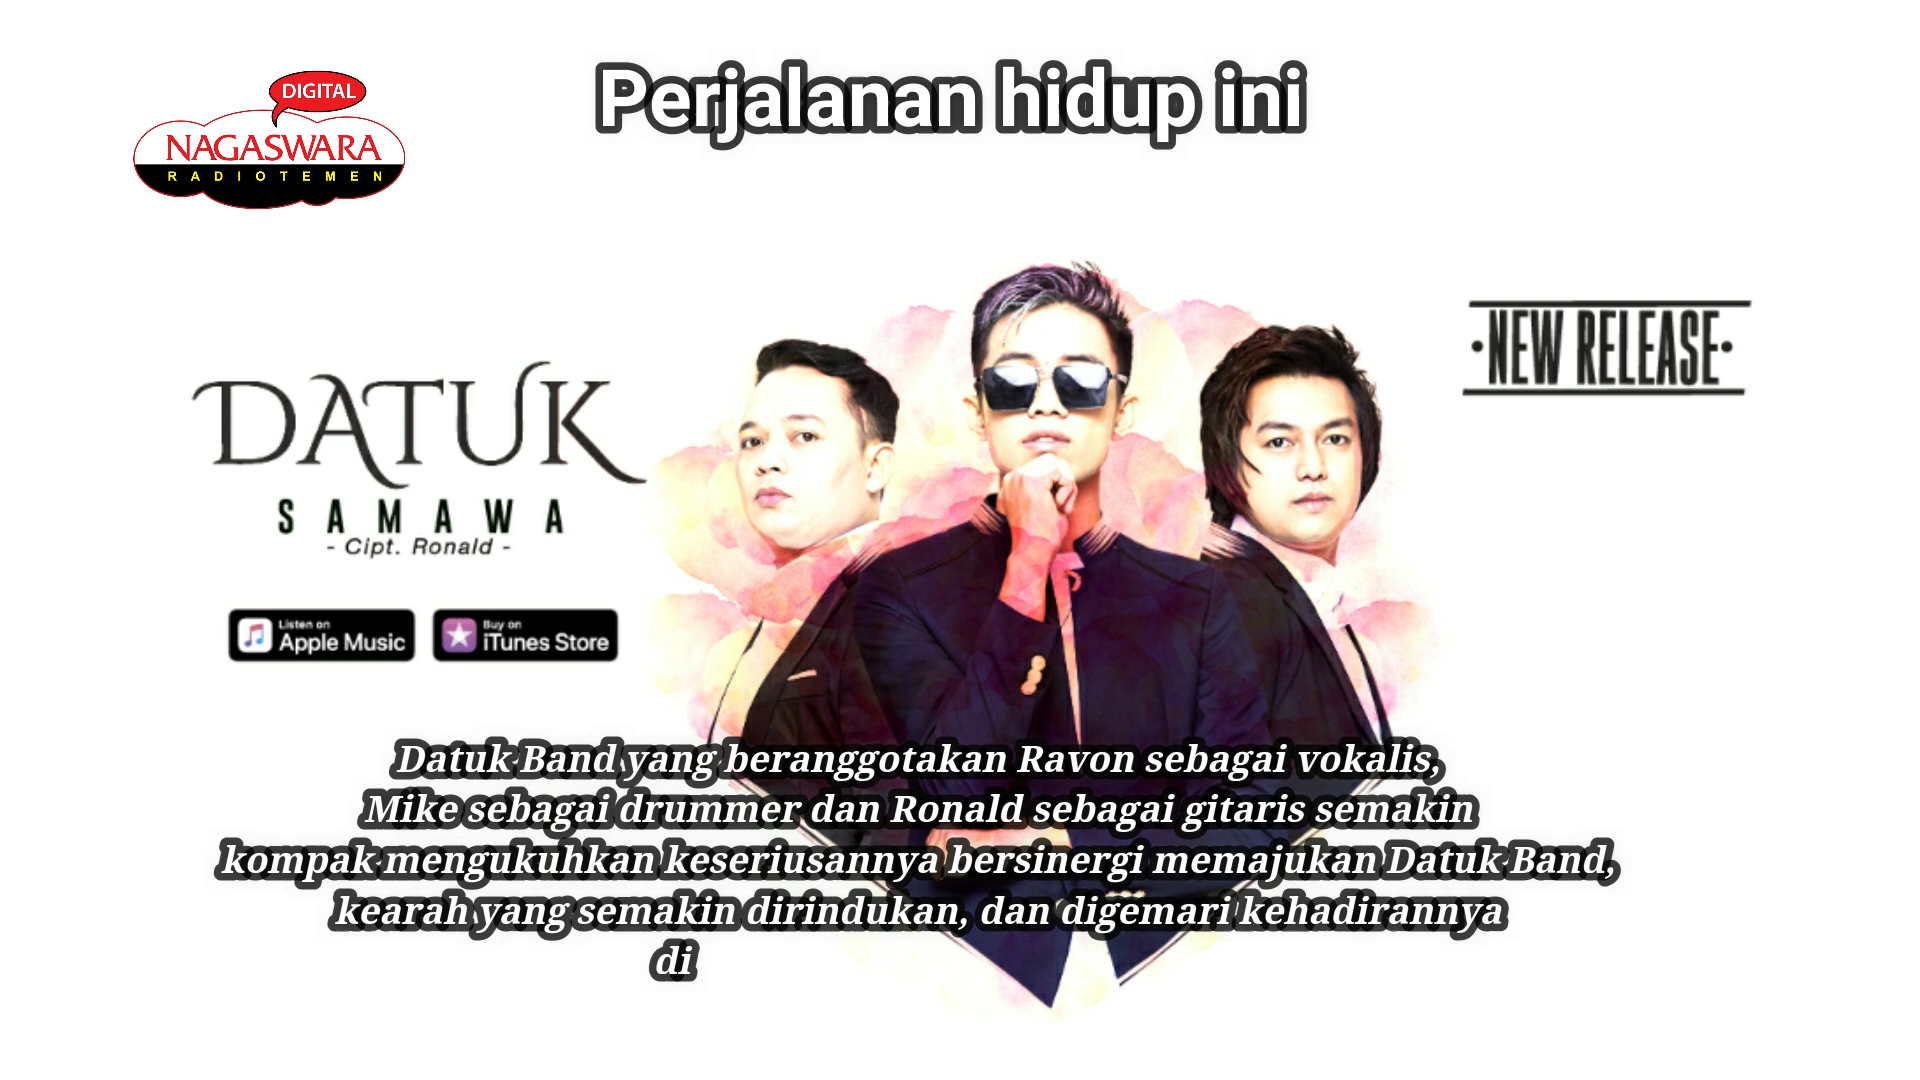 Perjalanan hidup ini
DIGITAL
NAGASWARA
RADIOTEMEN
NEW RELEASE
DATUK
SAMAWA
- Cipt. Ronald -
Listen on
Apple Music
Buy on
iTunes Store
Datuk Band yang beranggotakan Ravon sebagai vokalis,
Mike sebagai drummer dan Ronald sebagai gitaris semakin
kompak mengukuhkan keseriusannya bersinergi memajukan Datuk Band,
kearah yang semakin dirindukan, dan digemari kehadirannya
di